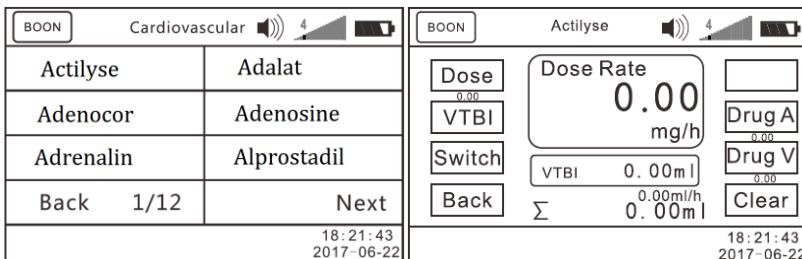 BOON Cardiovascular 4
Actilyse Adalat
Adenocor Adenosine
Adrenalin Alprostadil
Back 1/12 Next
18:21:43
2017-06-22
BOON Actilyse 4
Dose
0.00
VTBI
Switch
Back
Dose Rate
0.00
mg/h
VTBI 0.00ml
0.00ml/h
Σ 0.00ml
Drug A
0.00
Drug V
0.00
Clear
18:21:43
2017-06-22